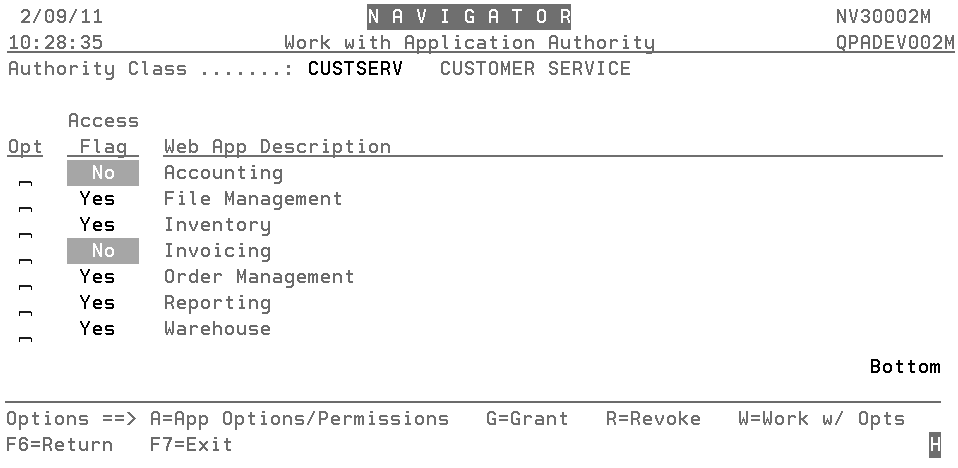 2/09/11 N A V I G A T O R NV30002M
10:28:35 Work with Application Authority QPADEV002M
Authority Class .......: CUSTSERV CUSTOMER SERVICE
Access
Opt Flag Web App Description
_ No Accounting
_ Yes File Management
_ Yes Inventory
_ No Invoicing
_ Yes Order Management
_ Yes Reporting
_ Yes Warehouse
Bottom
Options ==> A=App Options/Permissions G=Grant R=Revoke W=Work w/ Opts
F6=Return F7=Exit H